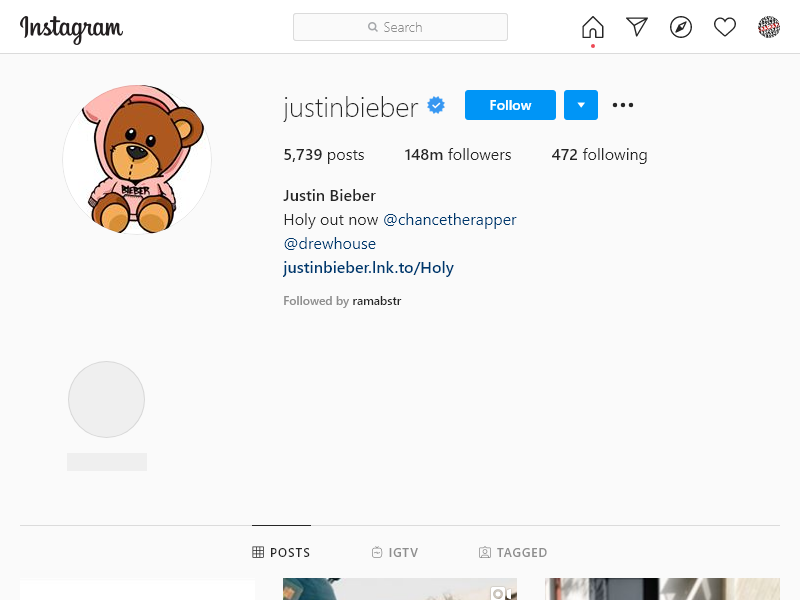 Instagram
Search
justinbieber
Follow
5,739 posts 148m followers 472 following
BIEBER
Justin Bieber
Holy out now @chancetherapper
@drewhouse
justinbieber.lnk.to/Holy
Followed by ramabstr
POSTS IGTV TAGGED